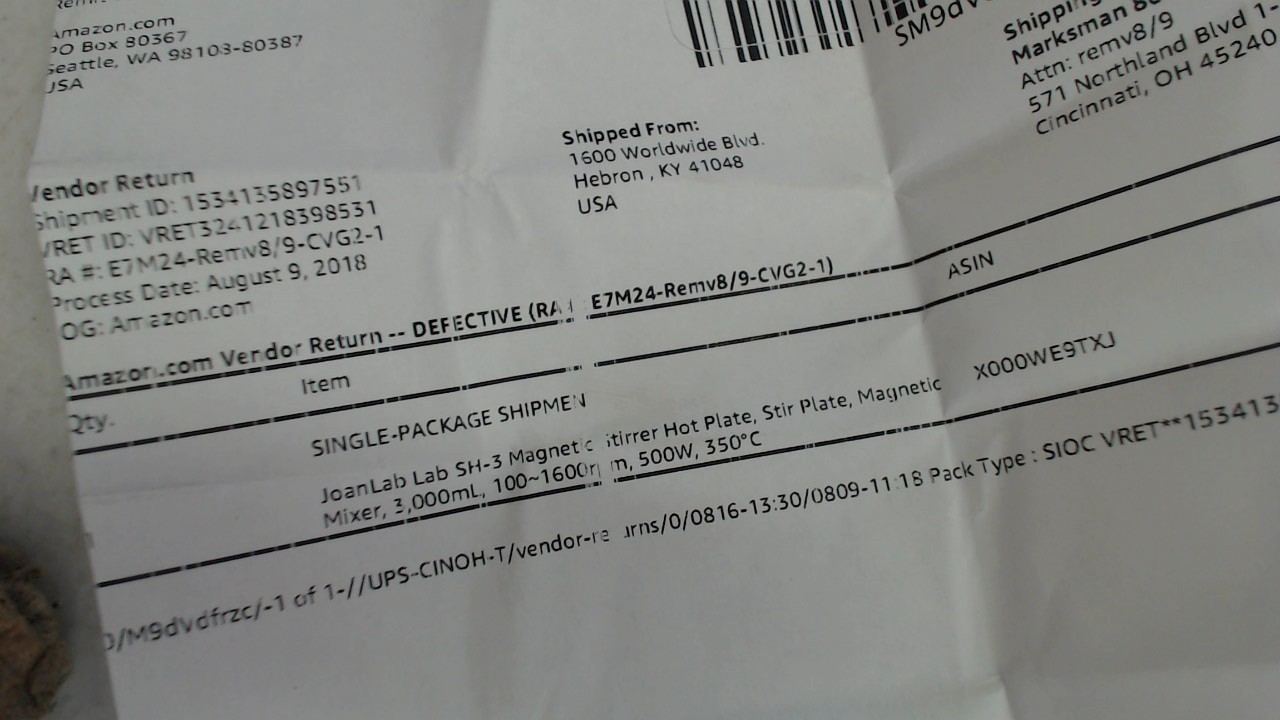 Amazon.com
PO Box 80367
Seattle, WA 98108-80387
USA
SM9dv
Shipping
Marksman
Attn: remv8/9
571 Northland Blvd 1-
Cincinnati, OH 45240
Shipped From:
1600 Worldwide Blvd.
Hebron , KY 41048
USA
Vendor Return
Shipment ID: 1534135897551
VRET ID: VRET3241218398531
RA #: E7M24-Remv8/9-CVG2-1
Process Date: August 9, 2018
OG: Amazon.com
Amazon.com Vendor Return -- DEFECTIVE (RA E7M24-Remv8/9-CVG2-1)
Qty. Item ASIN
SINGLE-PACKAGE SHIPMEN
JoanLab Lab SH-3 Magnetic Stirrer Hot Plate, Stir Plate, Magnetic X000WE9TXJ
Mixer, 3,000mL, 100~1600rpm, 500W, 350°C
/M9dvdfrzc/-1 of 1-//UPS-CINOH-T/vendor-returns/0/0816-13:30/0809-11:18 Pack Type : SIOC VRET**153413